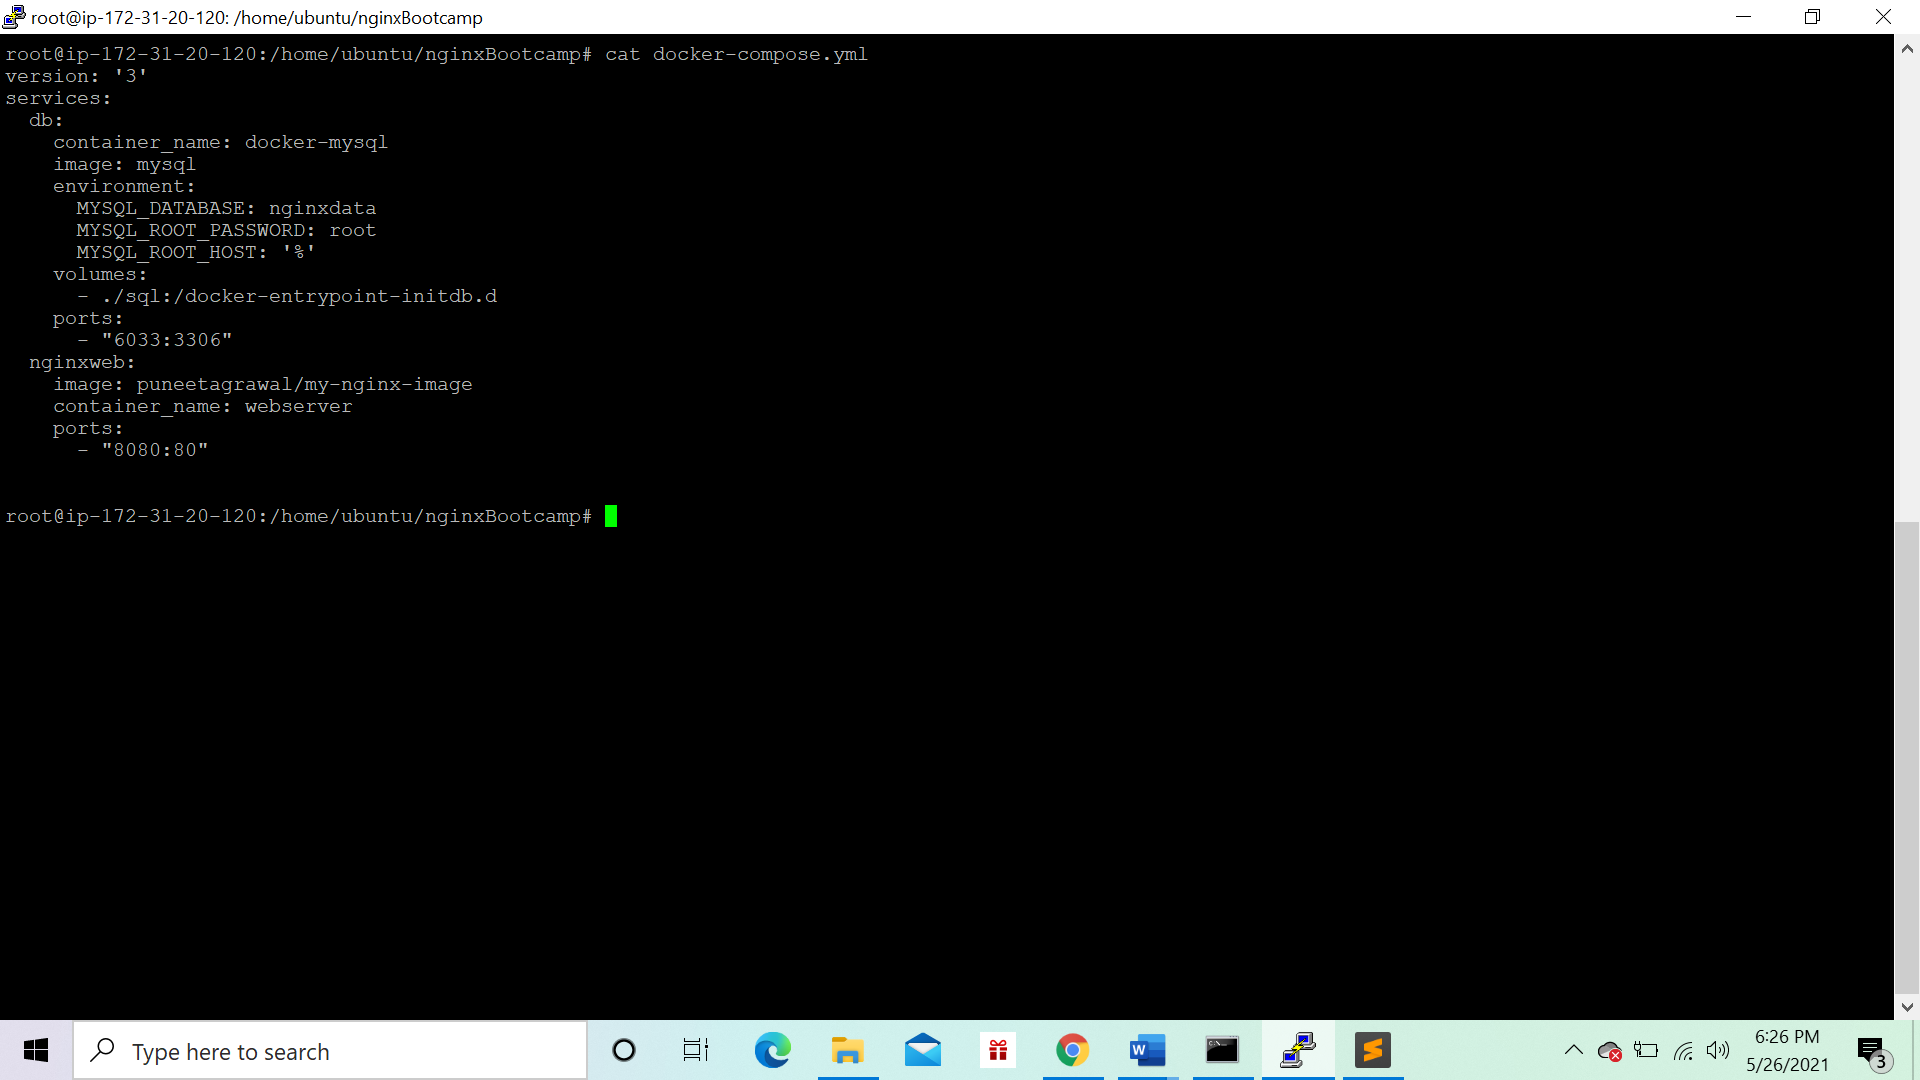 root@ip-172-31-20-120: /home/ubuntu/nginxBootcamp
root@ip-172-31-20-120:/home/ubuntu/nginxBootcamp# cat docker-compose.yml
version: '3'
services:
  db:
    container_name: docker-mysql
    image: mysql
    environment:
      MYSQL_DATABASE: nginxdata
      MYSQL_ROOT_PASSWORD: root
      MYSQL_ROOT_HOST: '%'
    volumes:
      - ./sql:/docker-entrypoint-initdb.d
    ports:
      - "6033:3306"
  nginxweb:
    image: puneetagrawal/my-nginx-image
    container_name: webserver
    ports:
      - "8080:80"
root@ip-172-31-20-120:/home/ubuntu/nginxBootcamp#
Type here to search
W
C:\
S
6:26 PM
5/26/2021
3